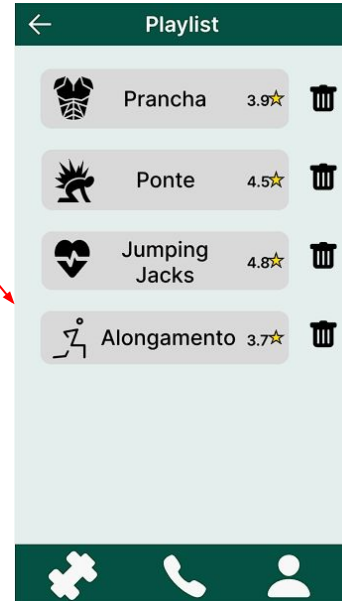 Playlist
Prancha 3.9
Ponte 4.5
Jumping
Jacks 4.8
Alongamento 3.7